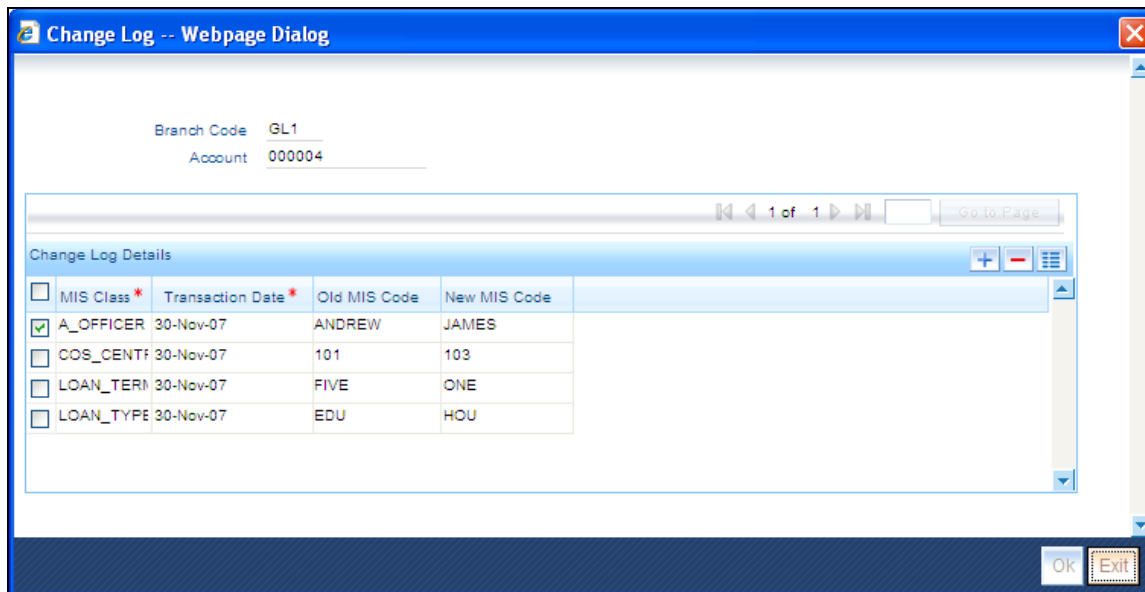 Change Log -- Webpage Dialog
Branch Code GL1
Account 000004
1 of 1 Go to Page
Change Log Details
MIS Class * Transaction Date * Old MIS Code New MIS Code
A_OFFICER 30-Nov-07 ANDREW JAMES
COS_CENTF 30-Nov-07 101 103
LOAN_TERM 30-Nov-07 FIVE ONE
LOAN_TYPE 30-Nov-07 EDU HOU
Ok Exit